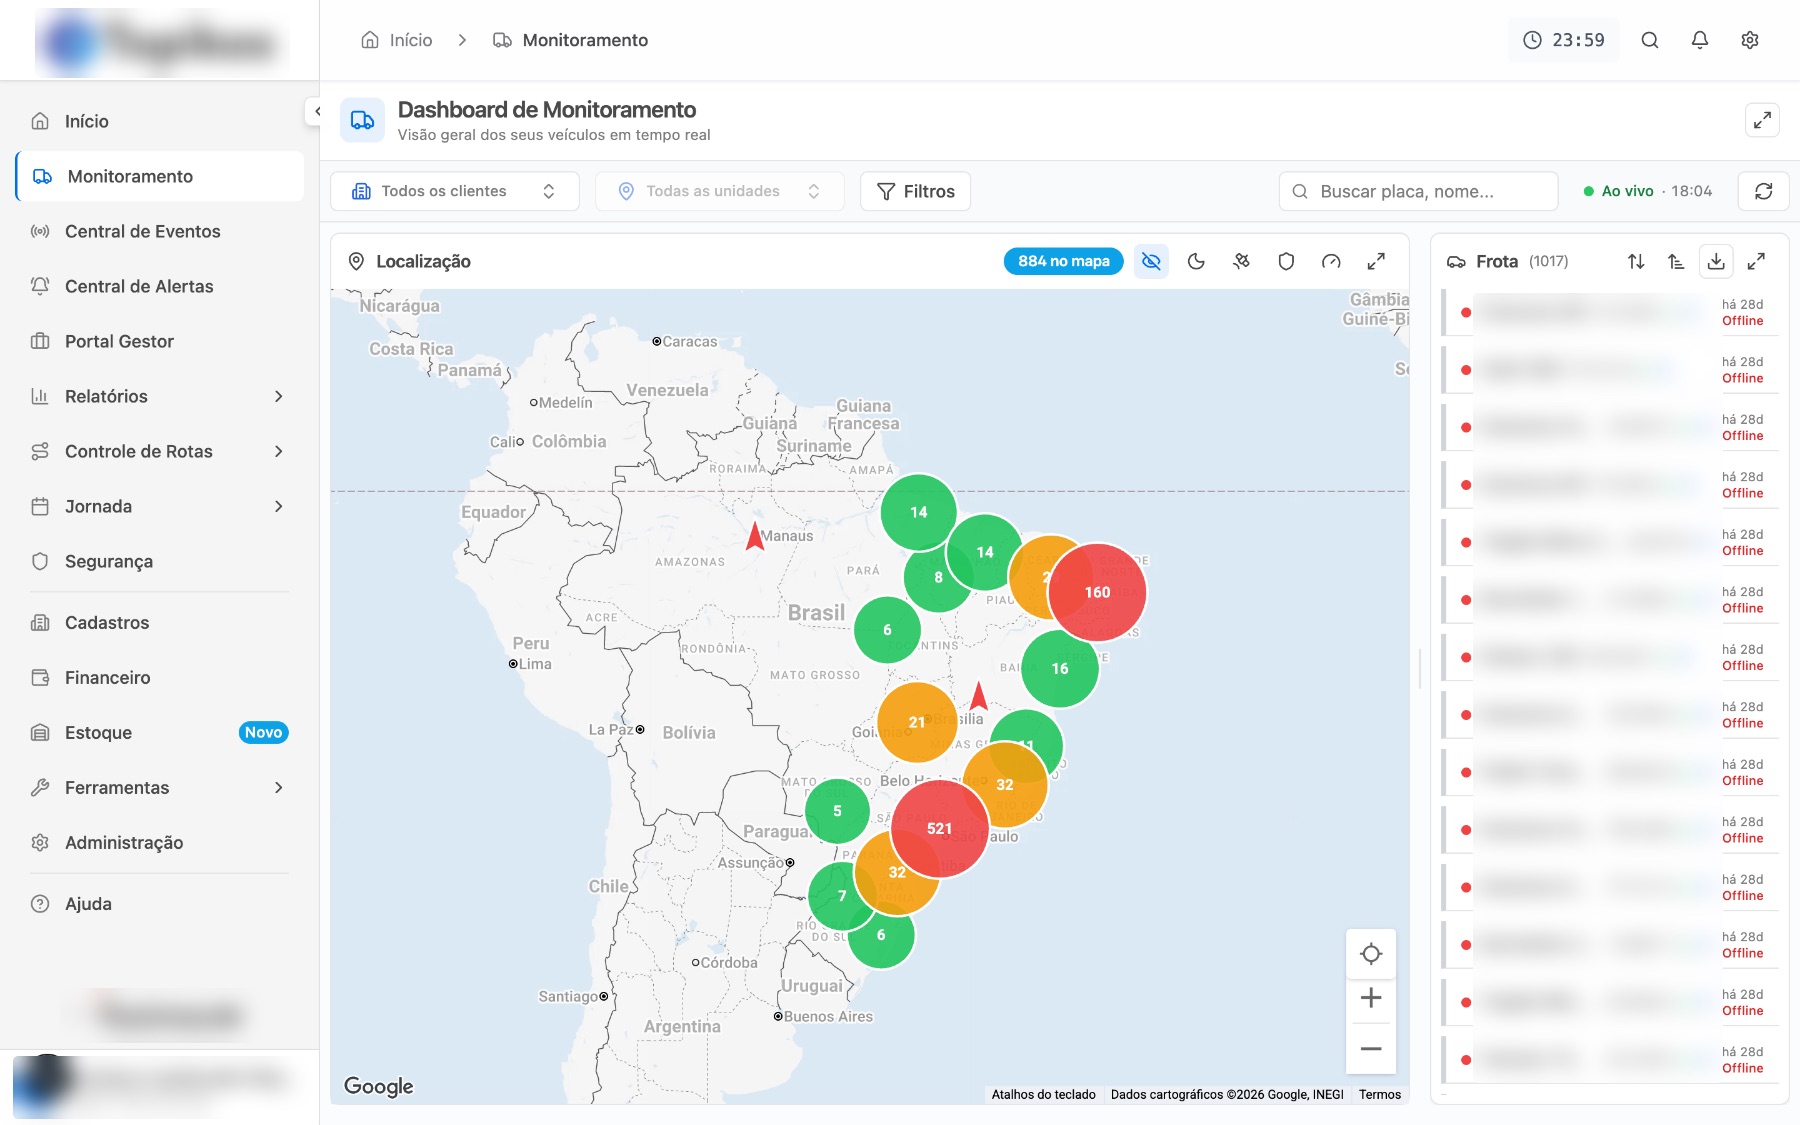 Início
Monitoramento
Central de Eventos
Central de Alertas
Portal Gestor
Relatórios
Controle de Rotas
Jornada
Segurança
Cadastros
Financeiro
Estoque Novo
Ferramentas
Administração
Ajuda
Início Monitoramento
23:59
Dashboard de Monitoramento
Visão geral dos seus veículos em tempo real
Todos os clientes
Todas as unidades
Filtros
Buscar placa, nome...
Ao vivo · 18:04
Localização
884 no mapa
Nicarágua
Costa Rica
Panamá
Caracas
Venezuela
Medelín
Cali
Colômbia
Guiana
Guiana
Francesa
Suriname
Gâmbia
Guiné-Bi
RORAIMA
AMAPÁ
Equador
Manaus
AMAZONAS
PARÁ
Brasil
ACRE
Peru
Lima
RONDÔNIA
MATO GROSSO
BAHIA
Brasília
La Paz
Bolívia
Belo Horizonte
São Paulo
Paraguai
Assunção
Chile
Córdoba
Santiago
Uruguai
Buenos Aires
Argentina
14
14
8
160
6
16
21
11
32
5
521
32
7
6
Google
Atalhos do teclado
Dados cartográficos ©2026 Google, INEGI
Termos
Frota (1017)
há 28d
Offline
há 28d
Offline
há 28d
Offline
há 28d
Offline
há 28d
Offline
há 28d
Offline
há 28d
Offline
há 28d
Offline
há 28d
Offline
há 28d
Offline
há 28d
Offline
há 28d
Offline
há 28d
Offline
há 28d
Offline